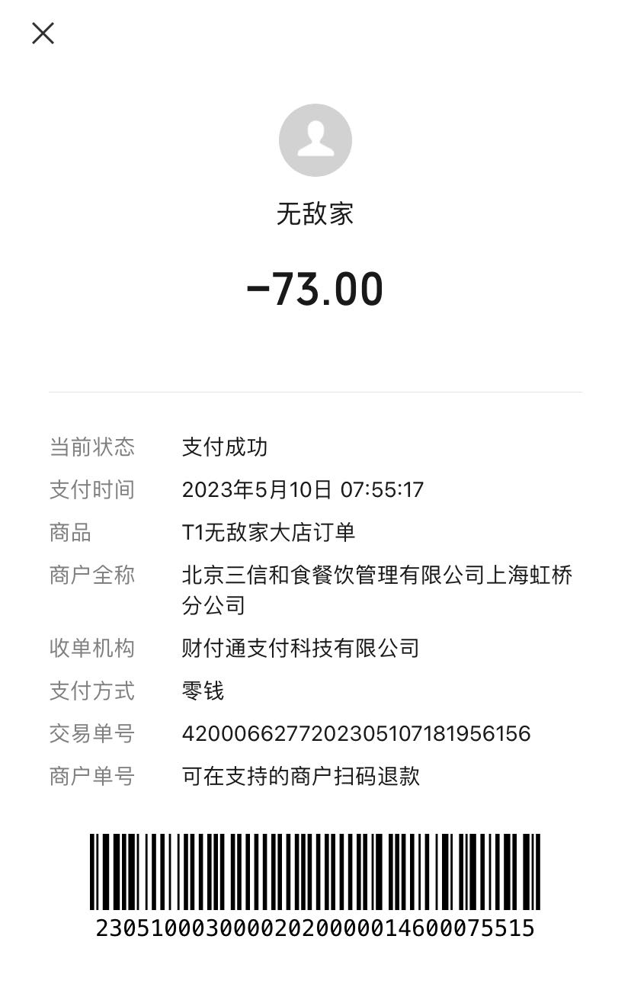 无敌家
-73.00
当前状态 支付成功
支付时间 2023年5月10日 07:55:17
商品 T1无敌家大店订单
商户全称 北京三信和食餐饮管理有限公司上海虹桥
分公司
收单机构 财付通支付科技有限公司
支付方式 零钱
交易单号 4200066277202305107181956156
商户单号 可在支持的商户扫码退款
23051000300002020000014600075515